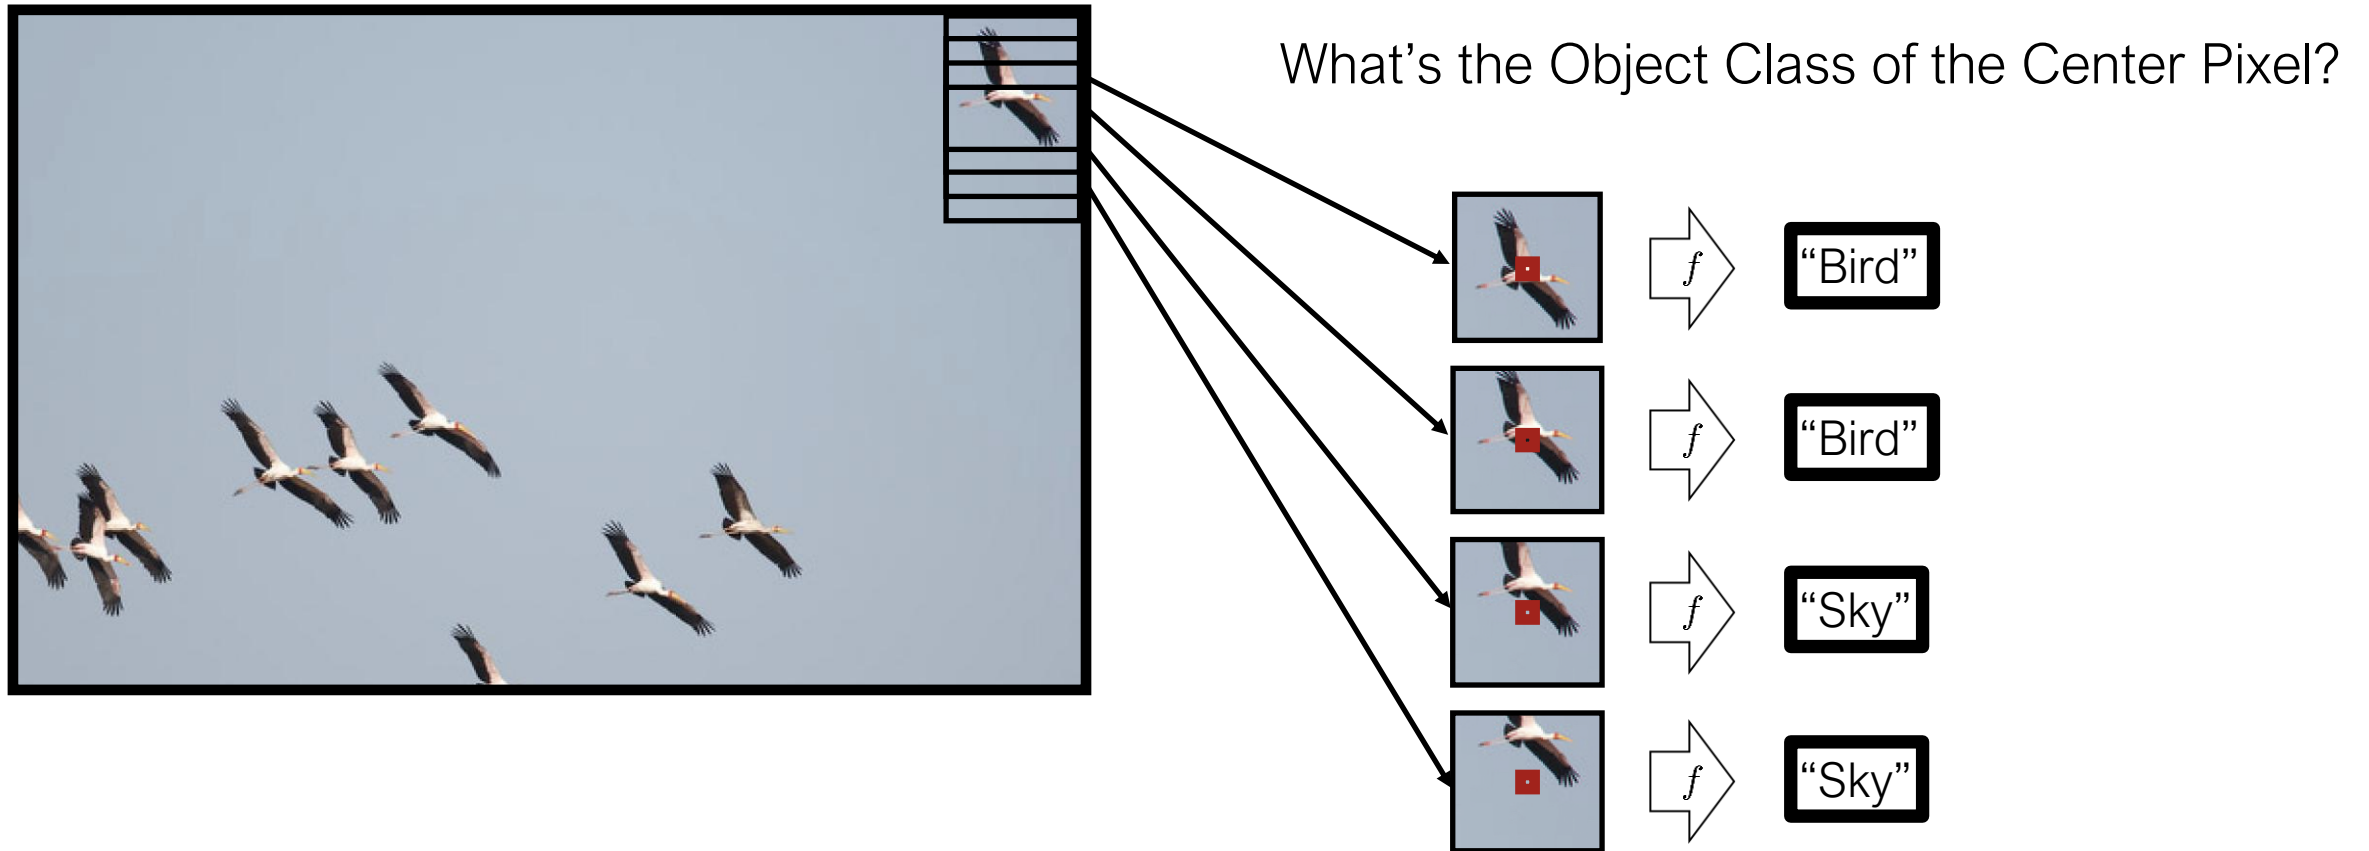 What’s the Object Class of the Center Pixel?
f
“Bird”
f
“Bird”
f
“Sky”
f
“Sky”